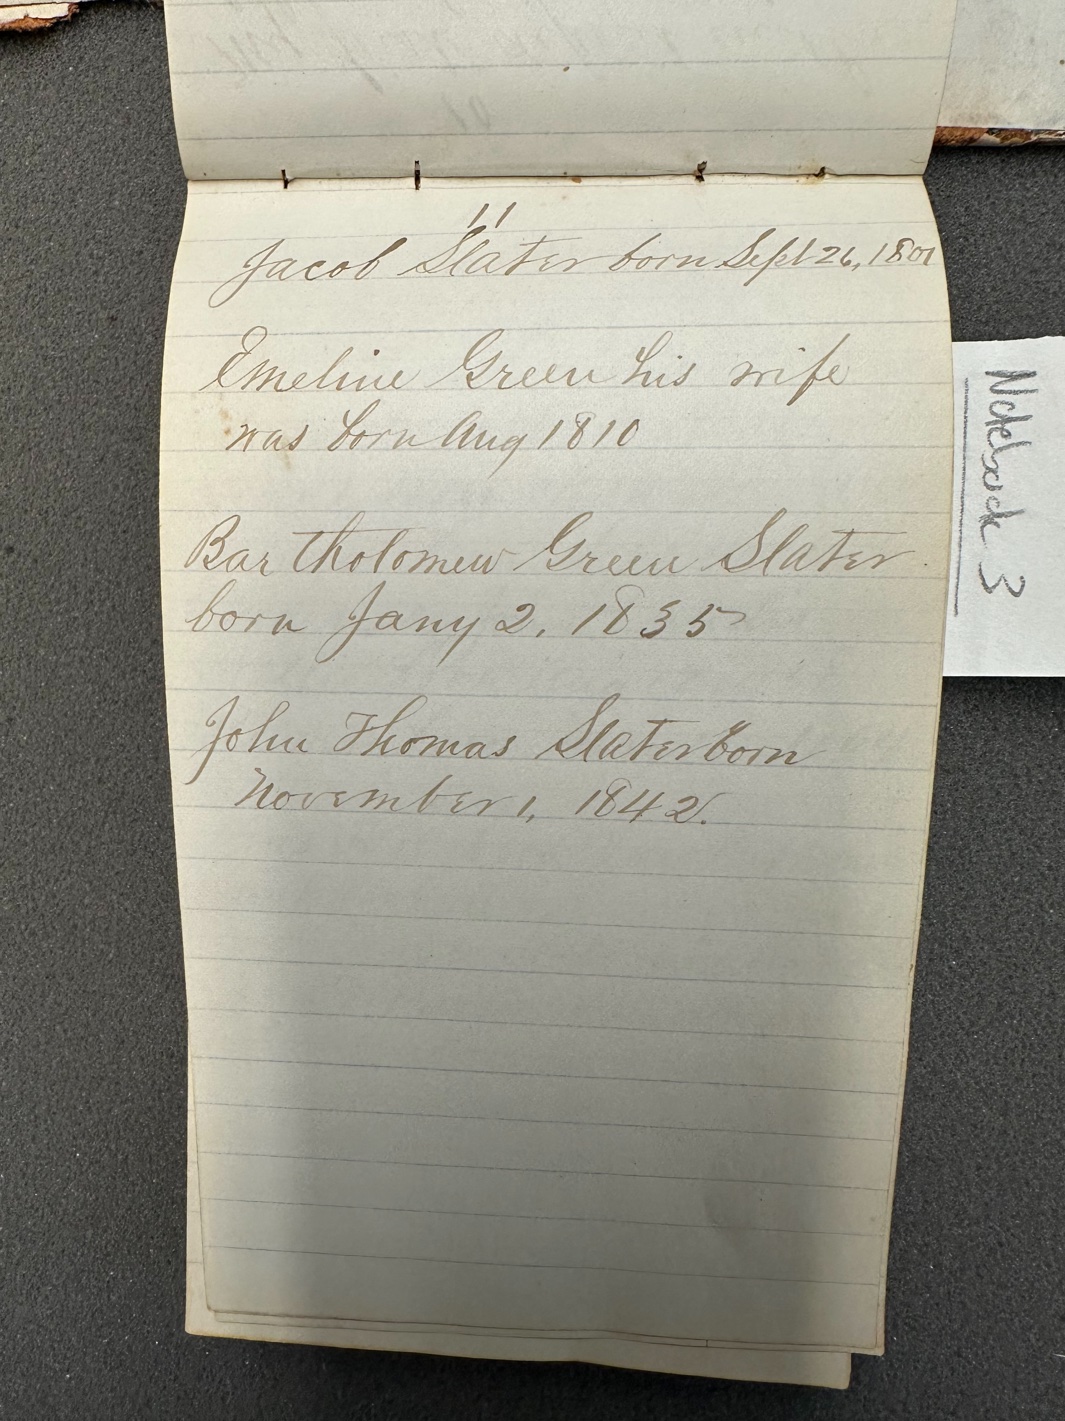 11
Jacob Slater born Sept 26, 1801
Emeline Green his wife
was born Aug 1810
Bartholomew Green Slater
born Jany 2, 1835
John Thomas Slater born
November 1, 1842.
Notebook 3